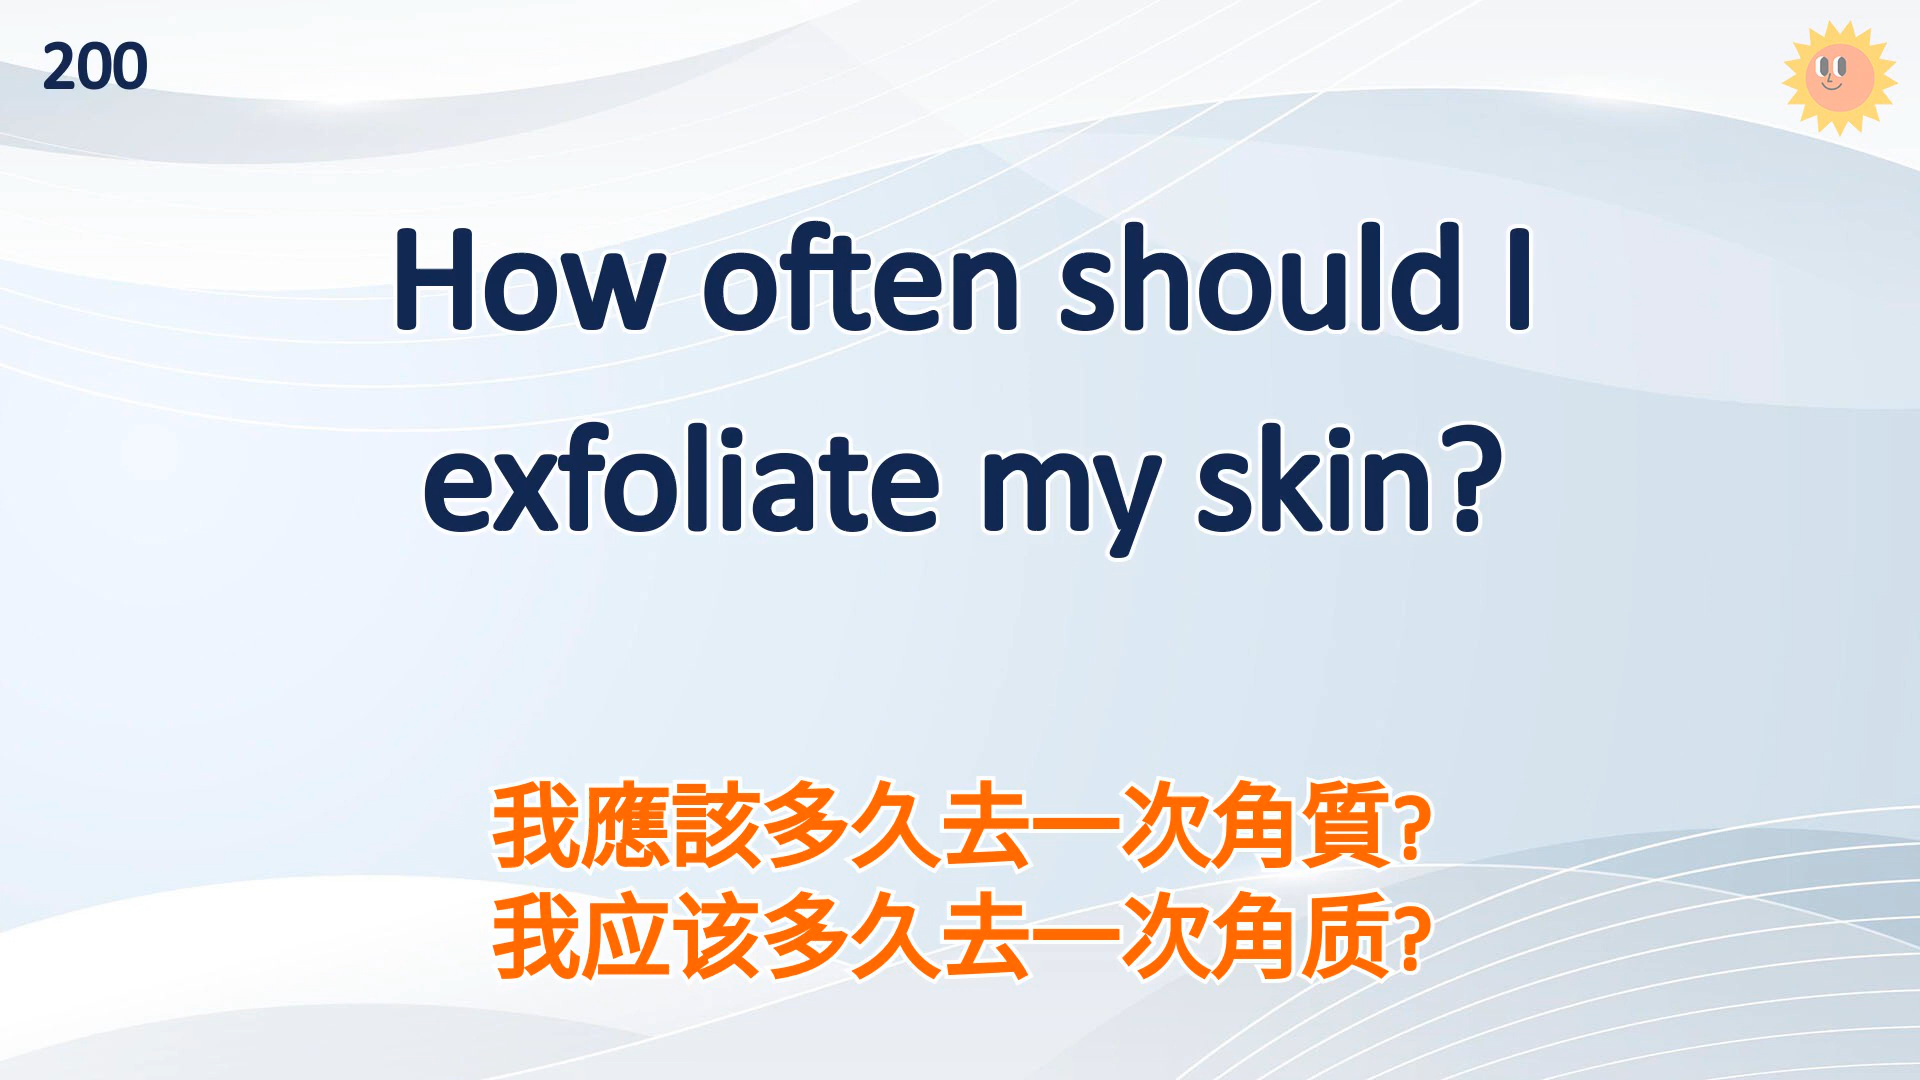 200
How often should I
exfoliate my skin?
我應該多久去一次角質?
我应该多久去一次角质?